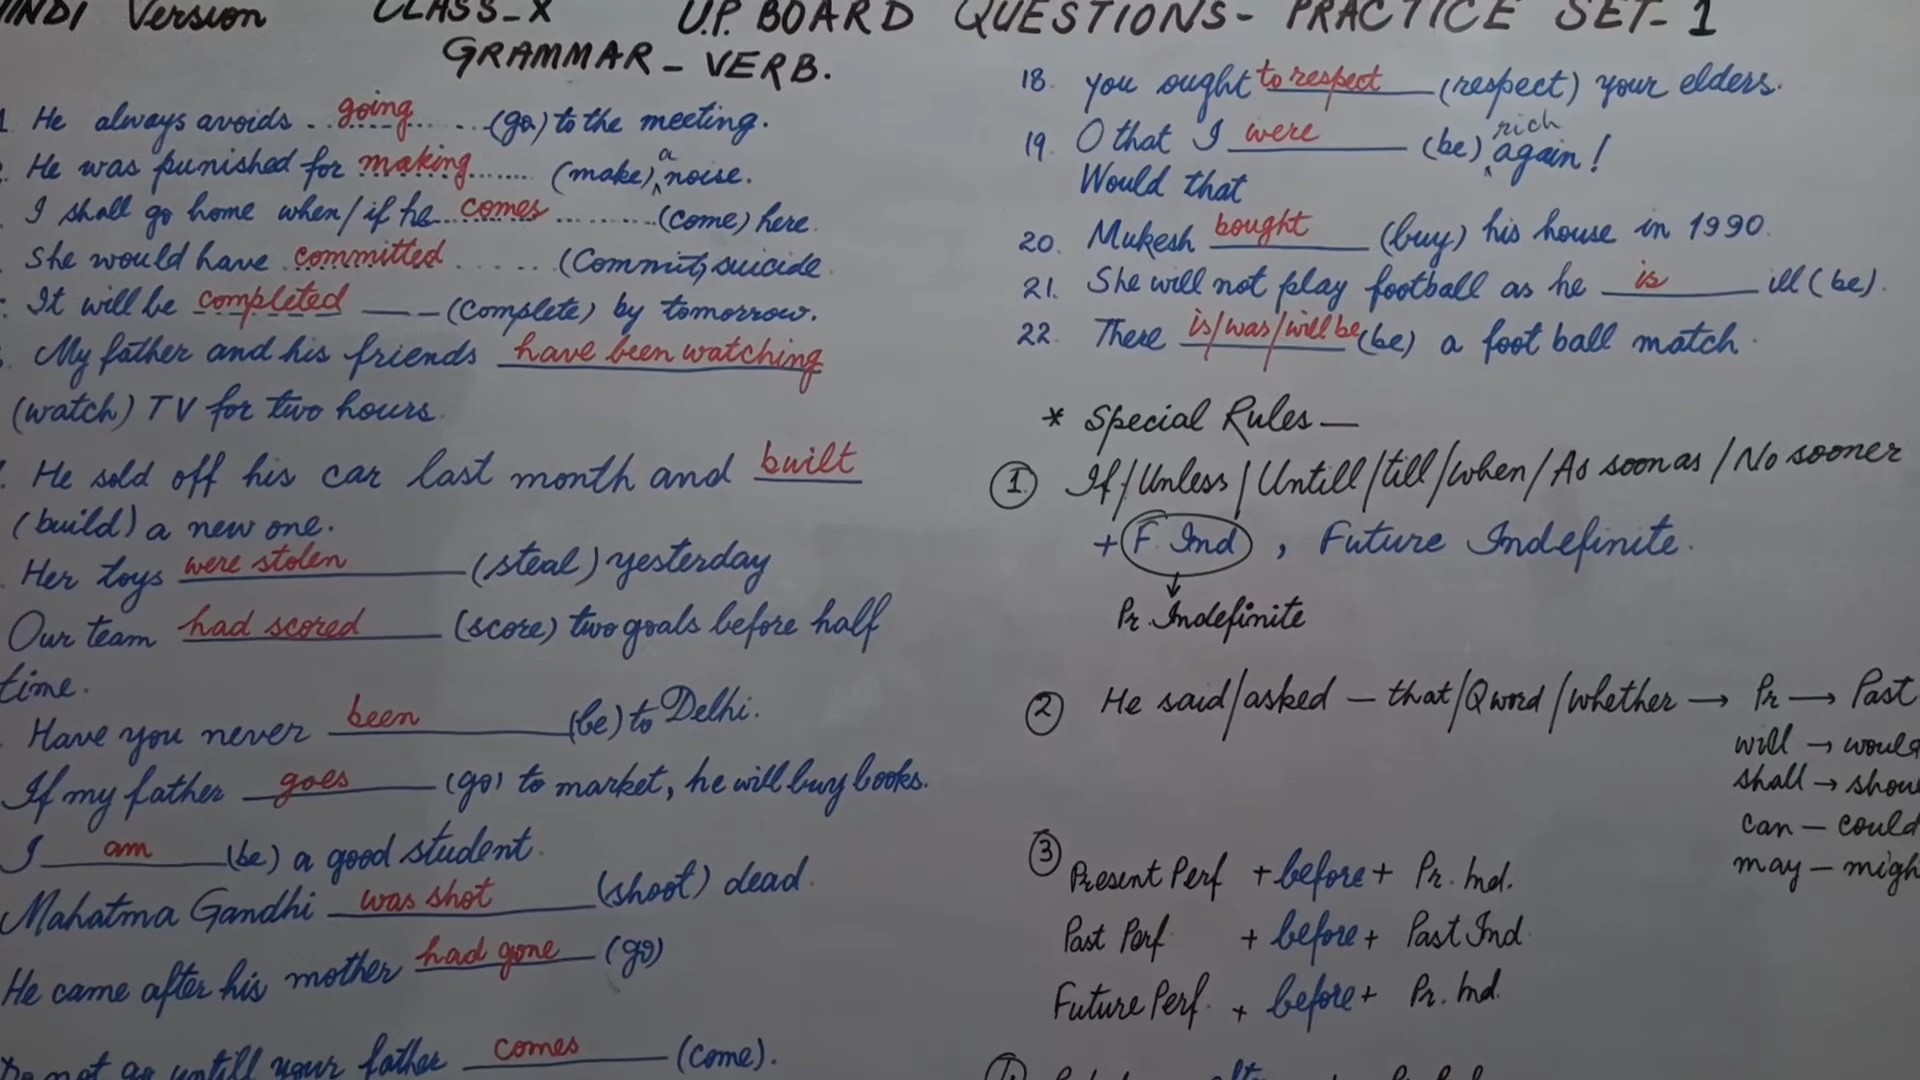 Version CLASS-X U.P. BOARD QUESTIONS- PRACTICE SET-1
GRAMMAR-VERB.
1. He always avoids going (go) to the meeting.
He was punished for making (make) a noise.
I shall go home when/if he comes (come) here.
She would have committed (Commit) suicide.
It will be completed (Complete) by tomorrow.
My father and his friends have been watching
(watch) TV for two hours.
He sold off his car last month and built
(build) a new one.
Her toys were stolen (steal) yesterday
Our team had scored (score) two goals before half
time.
Have you never been (be) to Delhi.
If my father goes (go) to market, he will buy books.
I am (be) a good student.
Mahatma Gandhi was shot (shoot) dead.
He came after his mother had gone (go)
Do not go untill your father comes (come).
18. you ought to respect (respect) your elders.
19. O that I were (be) rich again!
Would that
20. Mukesh bought (buy) his house in 1990.
21. She will not play football as he is ill (be).
22. There is/was/will be (be) a foot ball match.
* Special Rules —
① If/Unless/Untill/till/when/As soon as/No sooner
+ F. Ind, Future Indefinite.
↓
Pr. Indefinite
② He said/asked — that/Qword/whether → Pr → Past
will → would
shall → shou
can — could
may — migh
③ Present Perf + before + Pr. Ind.
Past Perf + before + Past Ind
Future Perf. + before + Pr. Ind.